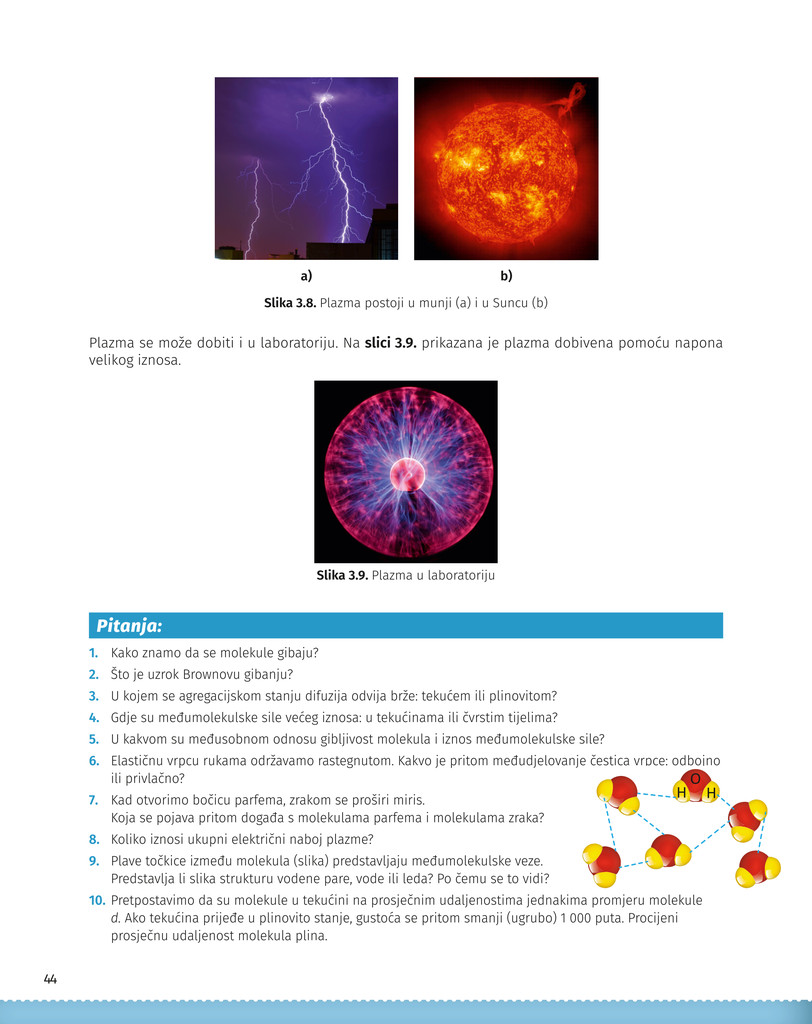 a)
b)
Slika 3.8. Plazma postoji u munji (a) i u Suncu (b)
Plazma se može dobiti i u laboratoriju. Na slici 3.9. prikazana je plazma dobivena pomoću napona
velikog iznosa.
Slika 3.9. Plazma u laboratoriju
Pitanja:
1. Kako znamo da se molekule gibaju?
2. Što je uzrok Brownovu gibanju?
3. U kojem se agregacijskom stanju difuzija odvija brže: tekućem ili plinovitom?
4. Gdje su međumolekulske sile većeg iznosa: u tekućinama ili čvrstim tijelima?
5. U kakvom su međusobnom odnosu gibljivost molekula i iznos međumolekulske sile?
6. Elastičnu vrpcu rukama održavamo rastegnutom. Kakvo je pritom međudjelovanje čestica vrpce: odbojno
ili privlačno?
7. Kad otvorimo bočicu parfema, zrakom se proširi miris.
Koja se pojava pritom događa s molekulama parfema i molekulama zraka?
8. Koliko iznosi ukupni električni naboj plazme?
9. Plave točkice između molekula (slika) predstavljaju međumolekulske veze.
Predstavlja li slika strukturu vodene pare, vode ili leda? Po čemu se to vidi?
O
H H
10. Pretpostavimo da su molekule u tekućini na prosječnim udaljenostima jednakima promjeru molekule
d. Ako tekućina prijeđe u plinovito stanje, gustoća se pritom smanji (ugrubo) 1 000 puta. Procijeni
prosječnu udaljenost molekula plina.
44